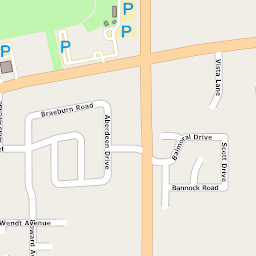 P
P
P
P
Vista Lane
Braeburn Road
Aberdeen Drive
Balmoral Drive
Scott Drive
Bannock Road
Wendt Avenue